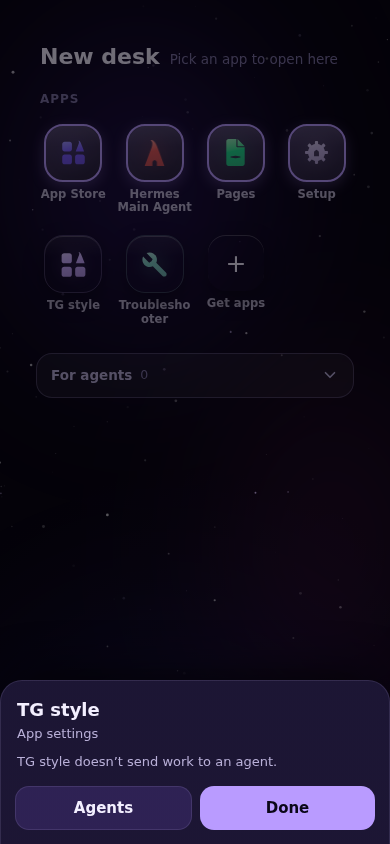 New desk Pick an app to open here
APPS
App Store
Hermes
Main Agent
Pages
Setup
TG style
Troublesho
oter
Get apps
For agents 0
TG style
App settings
TG style doesn’t send work to an agent.
Agents
Done